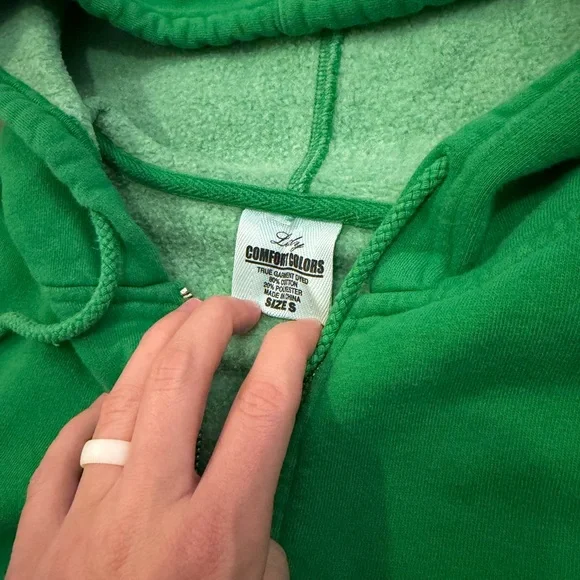 Lily
COMFORT COLORS
TRUE GARMENT DYED
80% COTTON
20% POLYESTER
MADE IN CHINA
SIZE S